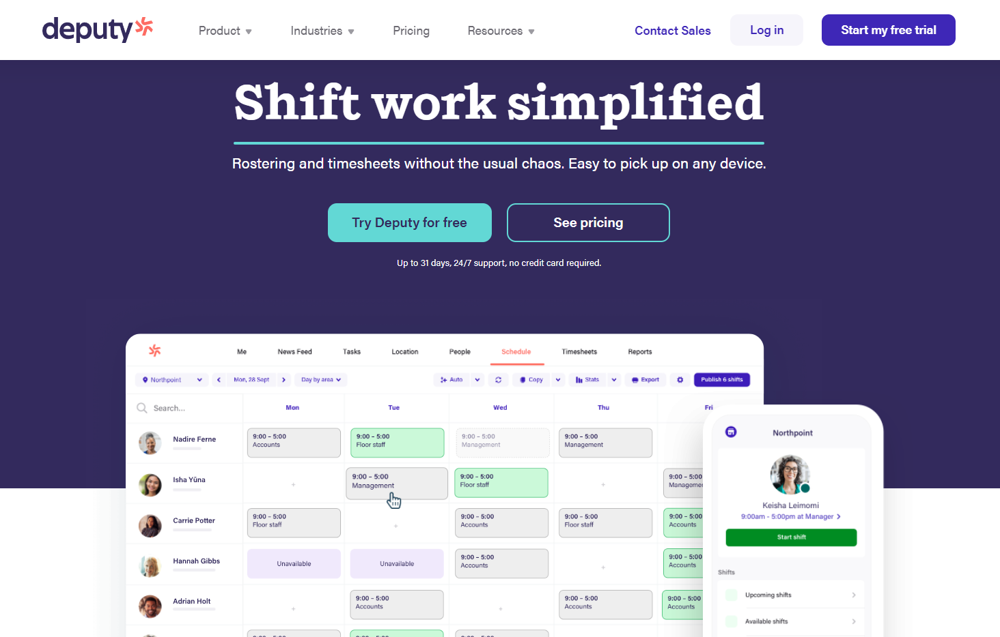 deputy
Product
Industries
Pricing
Resources
Contact Sales
Log in
Start my free trial
Shift work simplified
Rostering and timesheets without the usual chaos. Easy to pick up on any device.
Try Deputy for free
See pricing
Up to 31 days, 24/7 support, no credit card required.
Me
News Feed
Tasks
Location
People
Schedule
Timesheets
Reports
Northpoint
Mon, 28 Sept
Day by area
Auto
Copy
Stats
Export
Publish 6 shifts
Search...
Mon
Tue
Wed
Thu
Fri
Nadire Ferne
9:00 – 5:00
Accounts
9:00 – 5:00
Floor staff
9:00 – 5:00
Management
9:00 – 5:00
Management
Isha Yūna
9:00 – 5:00
Management
9:00 – 5:00
Floor staff
9:00 – 5:00
Managemen
Carrie Potter
9:00 – 5:00
Floor staff
9:00 – 5:00
Accounts
9:00 – 5:00
Floor staff
9:00 – 5:00
Accounts
Hannah Gibbs
Unavailable
Unavailable
9:00 – 5:00
Accounts
9:00 – 5:00
Accounts
Adrian Holt
9:00 – 5:00
Accounts
9:00 – 5:00
Accounts
9:00 – 5:00
Accounts
Northpoint
Keisha Leimomi
9:00am - 5:00pm at Manager
Start shift
Shifts
Upcoming shifts
Available shifts